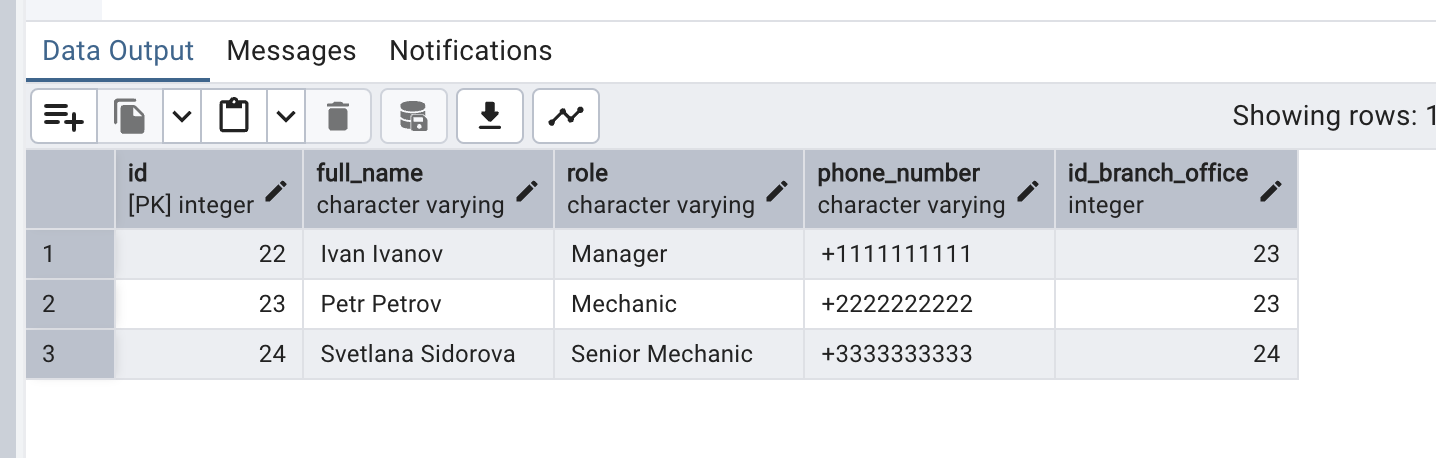 Data Output Messages Notifications
Showing rows: 1
id full_name role phone_number id_branch_office
[PK] integer character varying character varying character varying integer
1 22 Ivan Ivanov Manager +1111111111 23
2 23 Petr Petrov Mechanic +2222222222 23
3 24 Svetlana Sidorova Senior Mechanic +3333333333 24